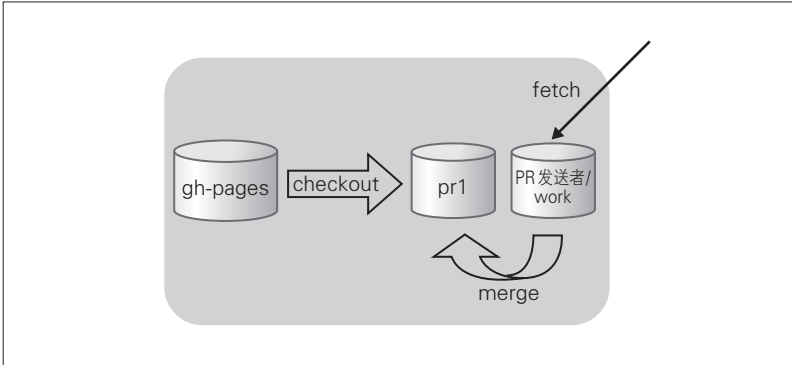 fetch
gh-pages
checkout
pr1
PR 发送者/
work
merge